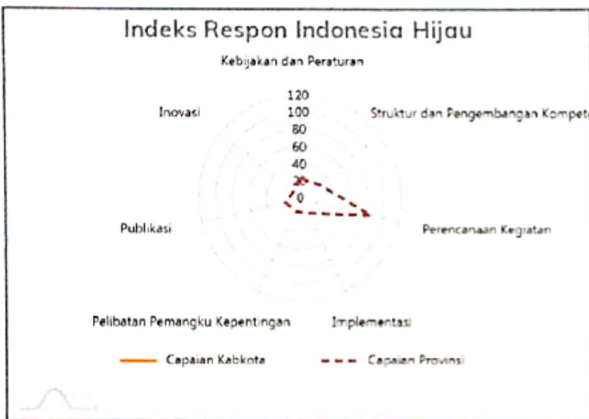 Indeks Respon Indonesia Hijau
Kebijakan dan Peraturan
120
Inovasi
100
Struktur dan Pengembangan Kompete
80
60
40
20
0
Publikasi
Perencanaan Kegiatan
Pelibatan Pemangku Kepentingan
Implementasi
Capaian Kabkota
Capaian Provinsi